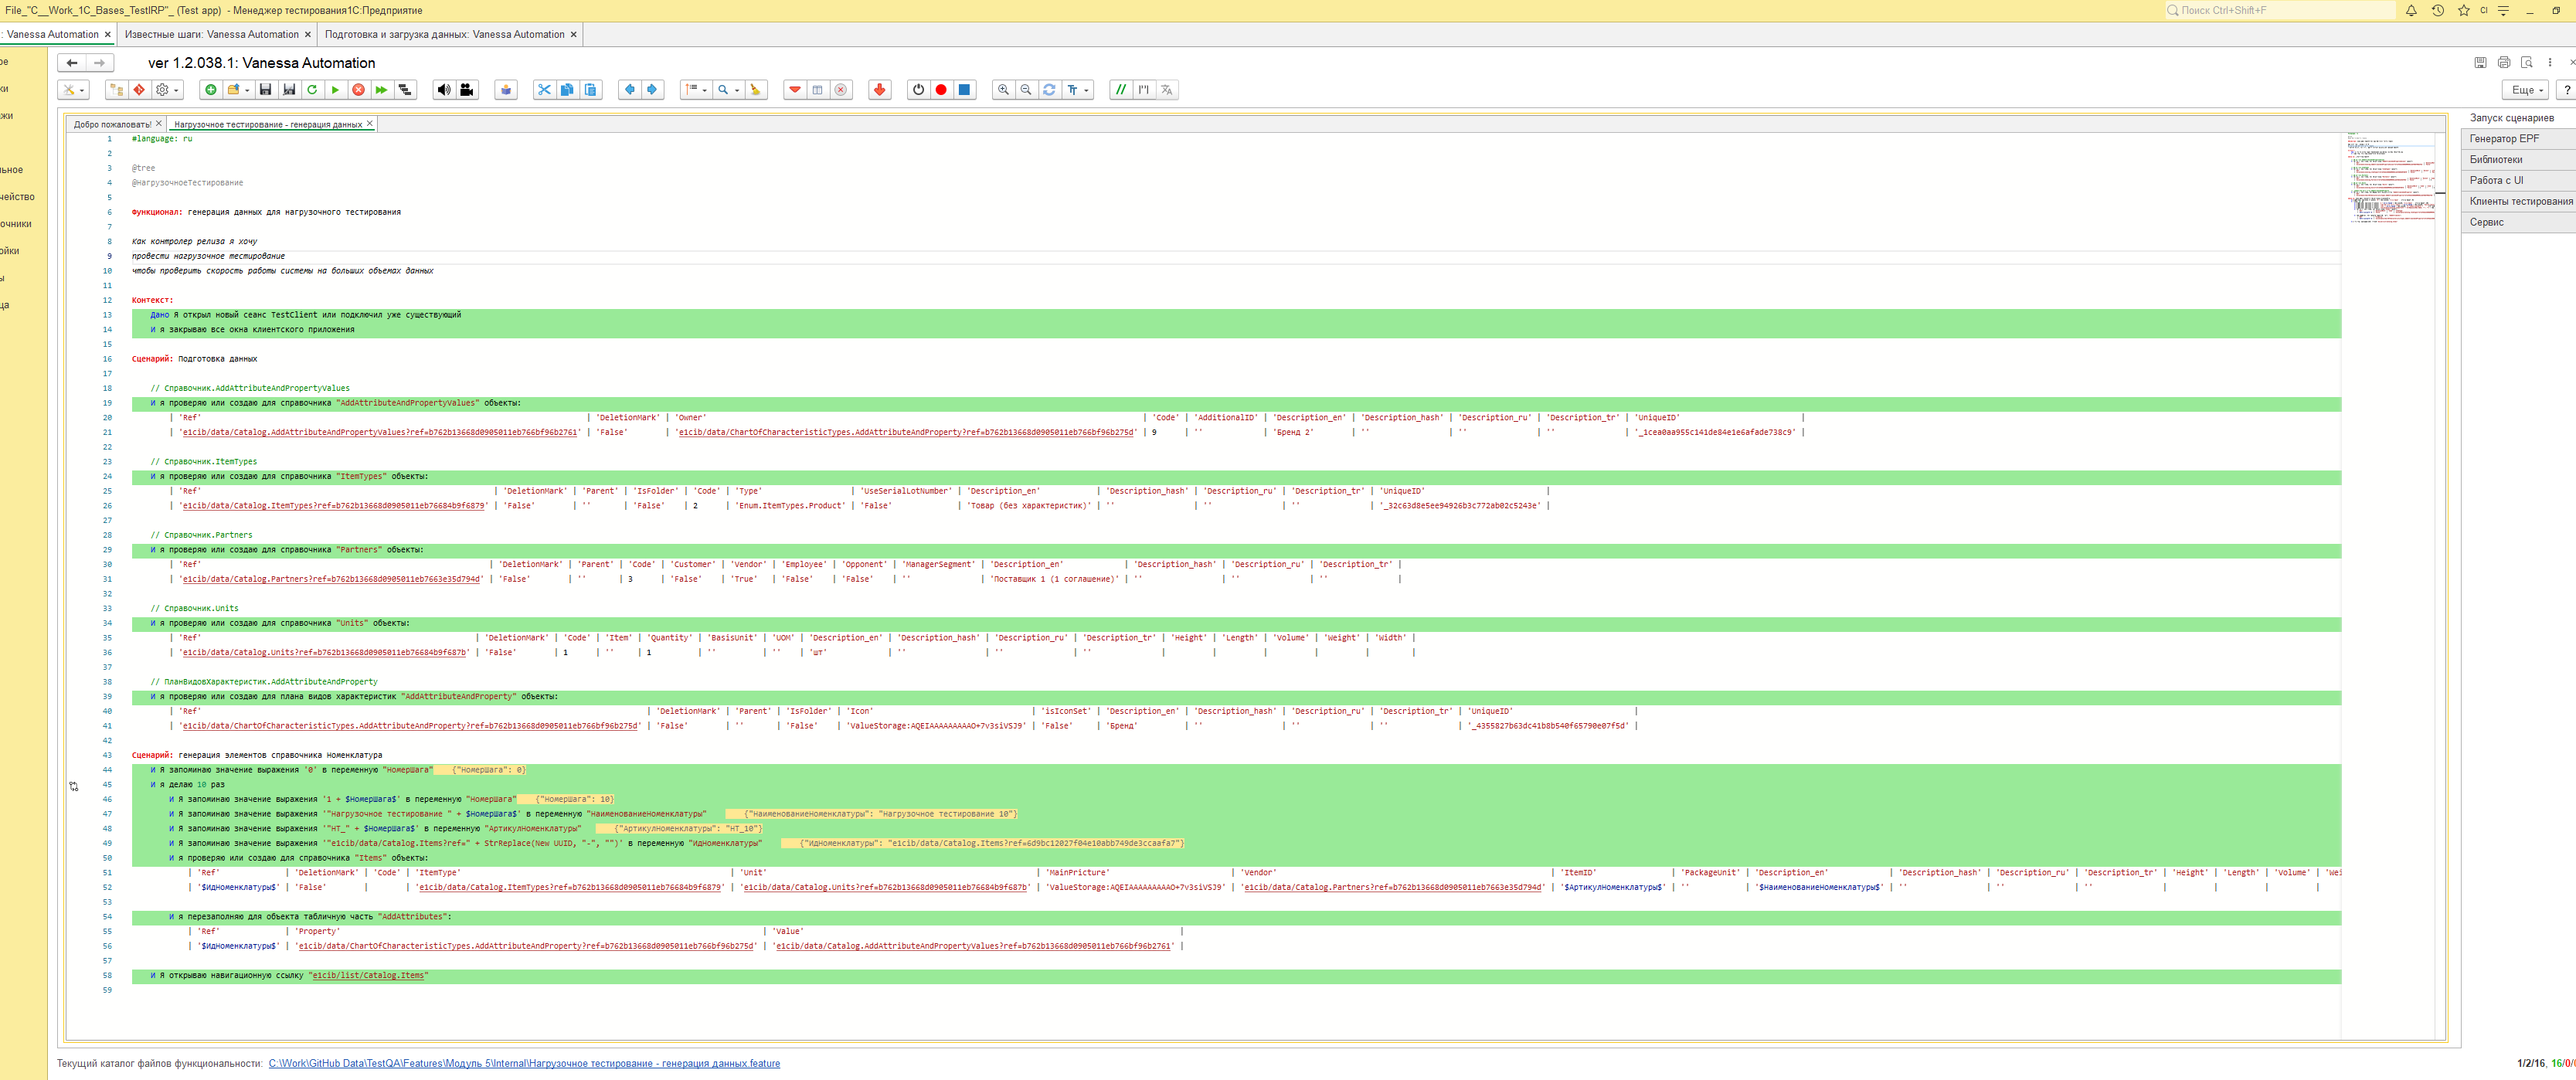 File_"C__Work_1C_Bases_TestIRP"_ (Test app) - Менеджер тестирования1С:Предприятие
Поиск Ctrl+Shift+F
CI
: Vanessa Automation ×
Известные шаги: Vanessa Automation ×
Подготовка и загрузка данных: Vanessa Automation ×
ver 1.2.038.1: Vanessa Automation
Еще
?
Добро пожаловать! ×
Нагрузочное тестирование - генерация данных ×
Запуск сценариев
Генератор EPF
Библиотеки
Работа с UI
Клиенты тестирования
Сервис
1 #language: ru
2
3 @tree
4 @НагрузочноеТестирование
5
6 Функционал: генерация данных для нагрузочного тестирования
7
8 Как контролер релиза я хочу
9 провести нагрузочное тестирование
10 чтобы проверить скорость работы системы на больших объемах данных
11
12 Контекст:
13 Дано Я открыл новый сеанс TestClient или подключил уже существующий
14 И я закрываю все окна клиентского приложения
15
16 Сценарий: Подготовка данных
17
18 // Справочник.AddAttributeAndPropertyValues
19 И я проверяю или создаю для справочника "AddAttributeAndPropertyValues" объекты:
20 | 'Ref' | 'DeletionMark' | 'Owner' | 'Code' | 'AdditionalID' | 'Description_en' | 'Description_hash' | 'Description_ru' | 'Description_tr' | 'UniqueID' |
21 | 'e1cib/data/Catalog.AddAttributeAndPropertyValues?ref=b762b13668d0905011eb766bf96b2761' | 'False' | 'e1cib/data/ChartOfCharacteristicTypes.AddAttributeAndProperty?ref=b762b13668d0905011eb766bf96b275d' | 9 | '' | 'Бренд 2' | '' | '' | '' | '_1cea0aa955c141de84e1e6afade738c9' |
22
23 // Справочник.ItemTypes
24 И я проверяю или создаю для справочника "ItemTypes" объекты:
25 | 'Ref' | 'DeletionMark' | 'Parent' | 'IsFolder' | 'Code' | 'Type' | 'UseSerialLotNumber' | 'Description_en' | 'Description_hash' | 'Description_ru' | 'Description_tr' | 'UniqueID' |
26 | 'e1cib/data/Catalog.ItemTypes?ref=b762b13668d0905011eb76684b9f6879' | 'False' | '' | 'False' | 2 | 'Enum.ItemTypes.Product' | 'False' | 'Товар (без характеристик)' | '' | '' | '' | '_32c63d8e5ee94926b3c772ab02c5243e' |
27
28 // Справочник.Partners
29 И я проверяю или создаю для справочника "Partners" объекты:
30 | 'Ref' | 'DeletionMark' | 'Parent' | 'Code' | 'Customer' | 'Vendor' | 'Employee' | 'Opponent' | 'ManagerSegment' | 'Description_en' | 'Description_hash' | 'Description_ru' | 'Description_tr' |
31 | 'e1cib/data/Catalog.Partners?ref=b762b13668d0905011eb7663e35d794d' | 'False' | '' | 3 | 'False' | 'True' | 'False' | 'False' | '' | 'Поставщик 1 (1 соглашение)' | '' | '' | '' |
32
33 // Справочник.Units
34 И я проверяю или создаю для справочника "Units" объекты:
35 | 'Ref' | 'DeletionMark' | 'Code' | 'Item' | 'Quantity' | 'BasisUnit' | 'UOM' | 'Description_en' | 'Description_hash' | 'Description_ru' | 'Description_tr' | 'Height' | 'Length' | 'Volume' | 'Weight' | 'Width' |
36 | 'e1cib/data/Catalog.Units?ref=b762b13668d0905011eb76684b9f687b' | 'False' | 1 | '' | 1 | '' | '' | 'шт' | '' | '' | '' | | | | | |
37
38 // ПланВидовХарактеристик.AddAttributeAndProperty
39 И я проверяю или создаю для плана видов характеристик "AddAttributeAndProperty" объекты:
40 | 'Ref' | 'DeletionMark' | 'Parent' | 'IsFolder' | 'Icon' | 'isIconSet' | 'Description_en' | 'Description_hash' | 'Description_ru' | 'Description_tr' | 'UniqueID' |
41 | 'e1cib/data/ChartOfCharacteristicTypes.AddAttributeAndProperty?ref=b762b13668d0905011eb766bf96b275d' | 'False' | '' | 'False' | 'ValueStorage:AQEIAAAAAAAAAO+7v3siVSJ9' | 'False' | 'Бренд' | '' | '' | '' | '_4355827b63dc41b8b540f65790e07f5d' |
42
43 Сценарий: генерация элементов справочника Номенклатура
44 И Я запоминаю значение выражения '0' в переменную "НомерШага" {"НомерШага": 0}
45 И я делаю 10 раз
46 И Я запоминаю значение выражения '1 + $НомерШага$' в переменную "НомерШага" {"НомерШага": 10}
47 И Я запоминаю значение выражения '"Нагрузочное тестирование " + $НомерШага$' в переменную "НаименованиеНоменклатуры" {"НаименованиеНоменклатуры": "Нагрузочное тестирование 10"}
48 И Я запоминаю значение выражения '"НТ_" + $НомерШага$' в переменную "АртикулНоменклатуры" {"АртикулНоменклатуры": "НТ_10"}
49 И Я запоминаю значение выражения '"e1cib/data/Catalog.Items?ref=" + StrReplace(New UUID, "-", "")' в переменную "ИдНоменклатуры" {"ИдНоменклатуры": "e1cib/data/Catalog.Items?ref=6d9bc12027f04e10abb749de3ccaafa7"}
50 И я проверяю или создаю для справочника "Items" объекты:
51 | 'Ref' | 'DeletionMark' | 'Code' | 'ItemType' | 'Unit' | 'MainPricture' | 'Vendor' | 'ItemID' | 'PackageUnit' | 'Description_en' | 'Description_hash' | 'Description_ru' | 'Description_tr' | 'Height' | 'Length' | 'Volume' | 'Wei
52 | '$ИдНоменклатуры$' | 'False' | | 'e1cib/data/Catalog.ItemTypes?ref=b762b13668d0905011eb76684b9f6879' | 'e1cib/data/Catalog.Units?ref=b762b13668d0905011eb76684b9f687b' | 'ValueStorage:AQEIAAAAAAAAAO+7v3siVSJ9' | 'e1cib/data/Catalog.Partners?ref=b762b13668d0905011eb7663e35d794d' | '$АртикулНоменклатуры$' | '' | '$НаименованиеНоменклатуры$' | '' | '' | '' | | | |
53
54 И я перезаполняю для объекта табличную часть "AddAttributes":
55 | 'Ref' | 'Property' | 'Value' |
56 | '$ИдНоменклатуры$' | 'e1cib/data/ChartOfCharacteristicTypes.AddAttributeAndProperty?ref=b762b13668d0905011eb766bf96b275d' | 'e1cib/data/Catalog.AddAttributeAndPropertyValues?ref=b762b13668d0905011eb766bf96b2761' |
57
58 И Я открываю навигационную ссылку "e1cib/list/Catalog.Items"
59
Текущий каталог файлов функциональности: C:\Work\GitHub Data\TestQA\Features\Модуль 5\Internal\Нагрузочное тестирование - генерация данных.feature
1/2/16, 16/0/